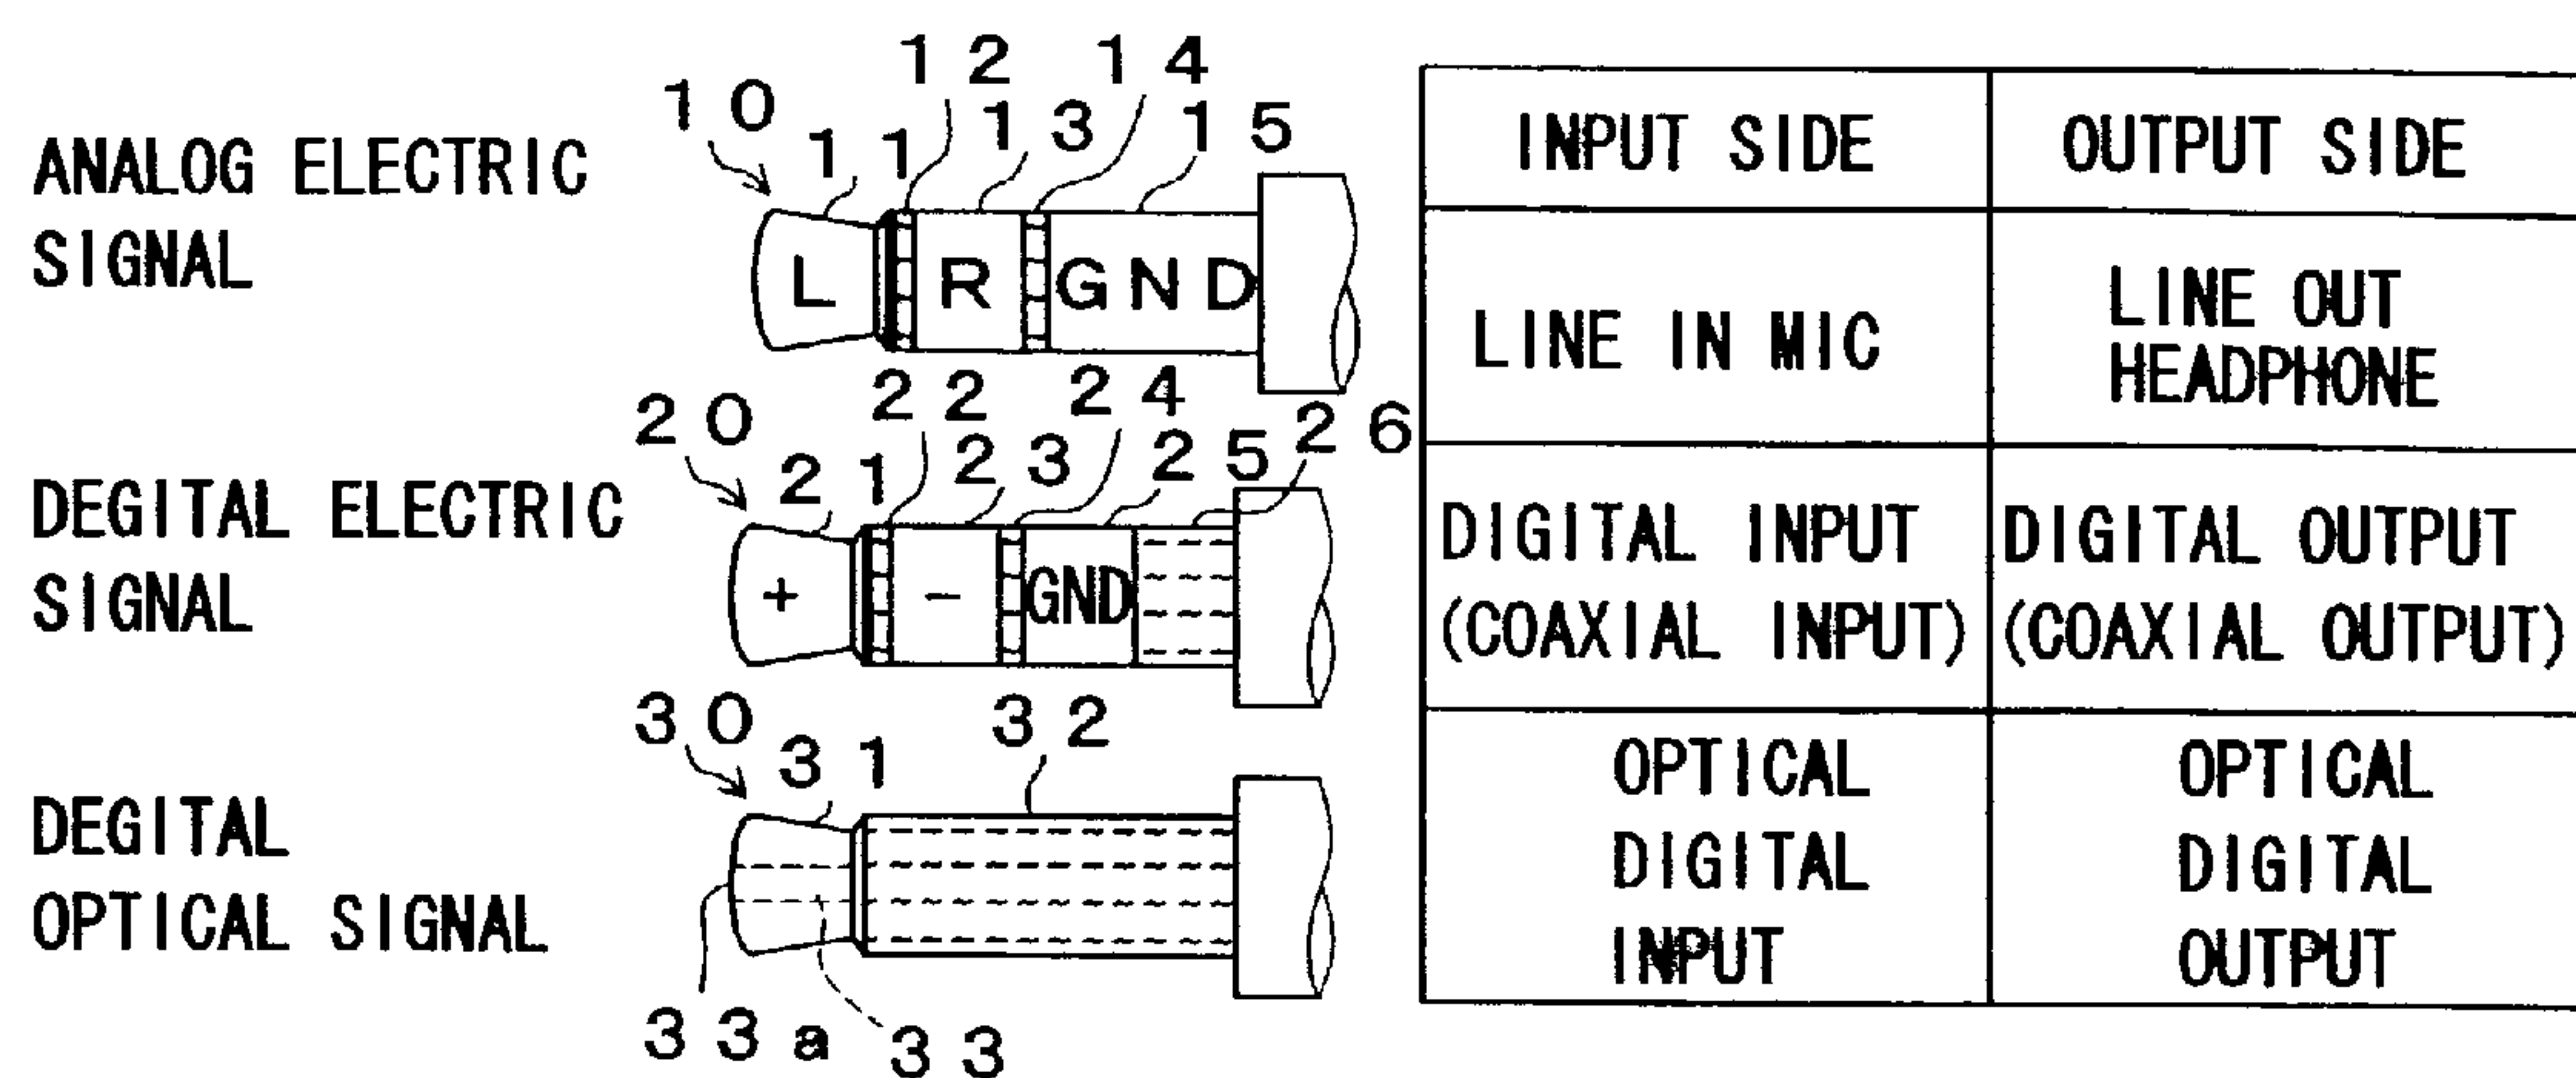 ANALOG ELECTRIC
SIGNAL
10
11
12
13
14
15
L R GND
DEGITAL ELECTRIC
SIGNAL
20
21
22
23
24
25
26
+ - GND
DEGITAL
OPTICAL SIGNAL
30
31
32
33a
33
INPUT SIDE
OUTPUT SIDE
LINE IN MIC
LINE OUT
HEADPHONE
DIGITAL INPUT
(COAXIAL INPUT)
DIGITAL OUTPUT
(COAXIAL OUTPUT)
OPTICAL
DIGITAL
INPUT
OPTICAL
DIGITAL
OUTPUT